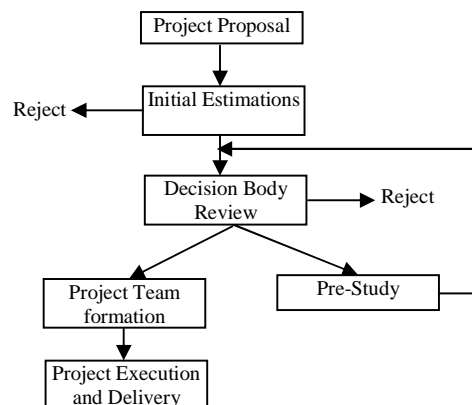 Project Proposal
Initial Estimations
Reject
Decision Body
Review
Reject
Project Team
formation
Pre-Study
Project Execution
and Delivery